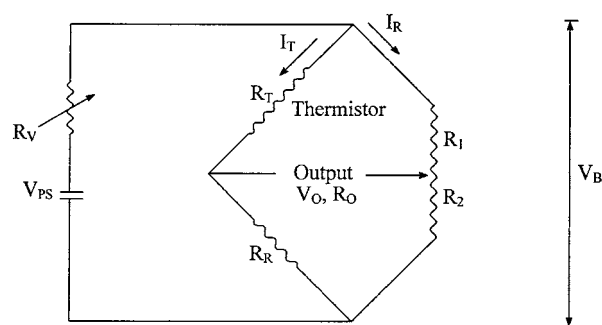 I_T
I_R
R_T
Thermistor
R_V
R_1
V_PS
Output
V_O, R_O
R_2
V_B
R_R